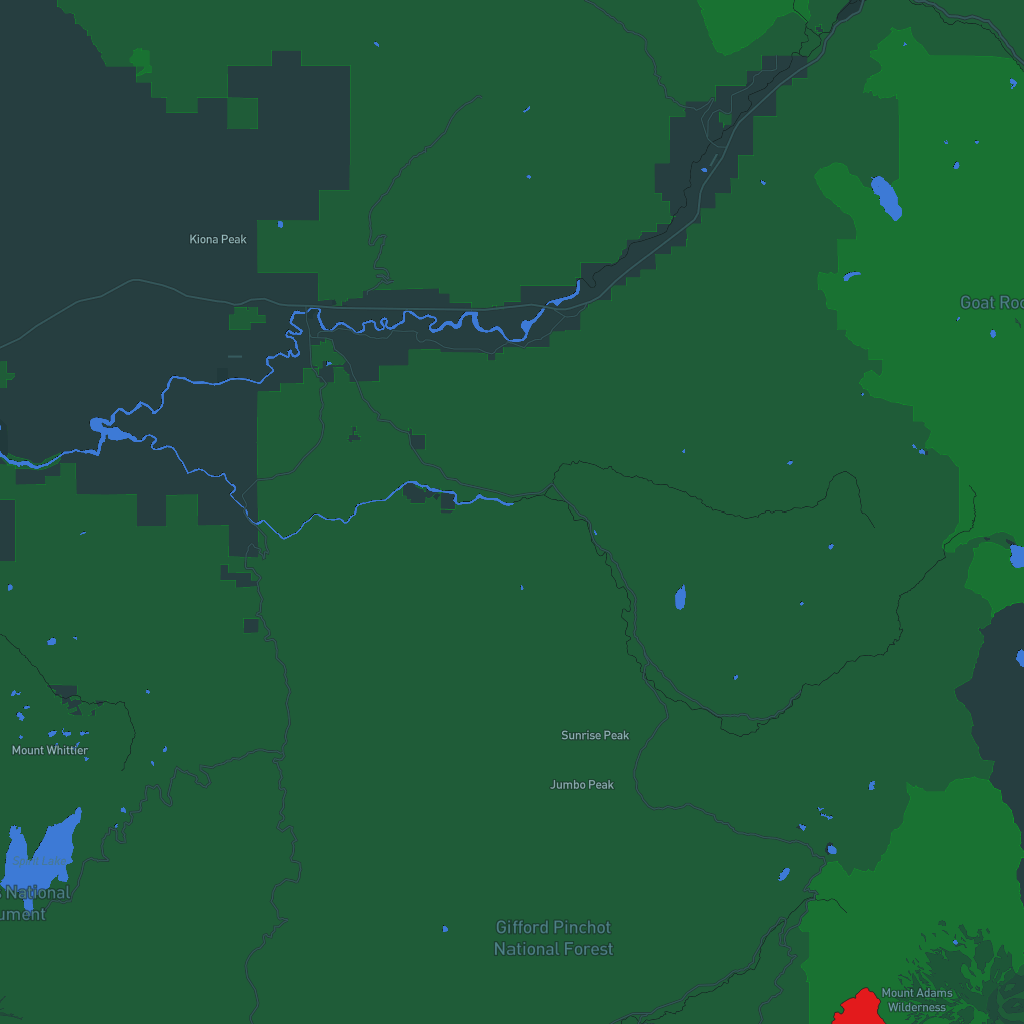 Kiona Peak
Goat Roc
Sunrise Peak
Mount Whittier
Jumbo Peak
s National
ument
Gifford Pinchot
National Forest
Mount Adams
Wilderness